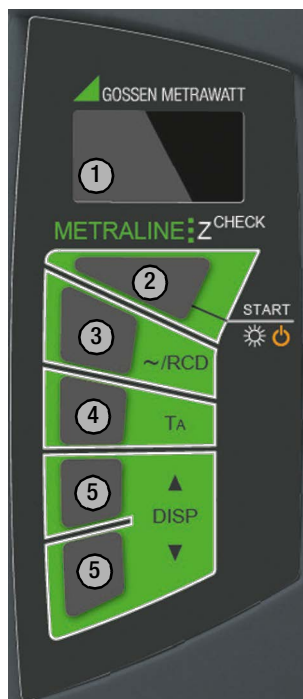 GOSSEN METRAWATT
1
METRALINE Z CHECK
2
START
3
~/RCD
4
TA
5
▲
DISP
▼
5